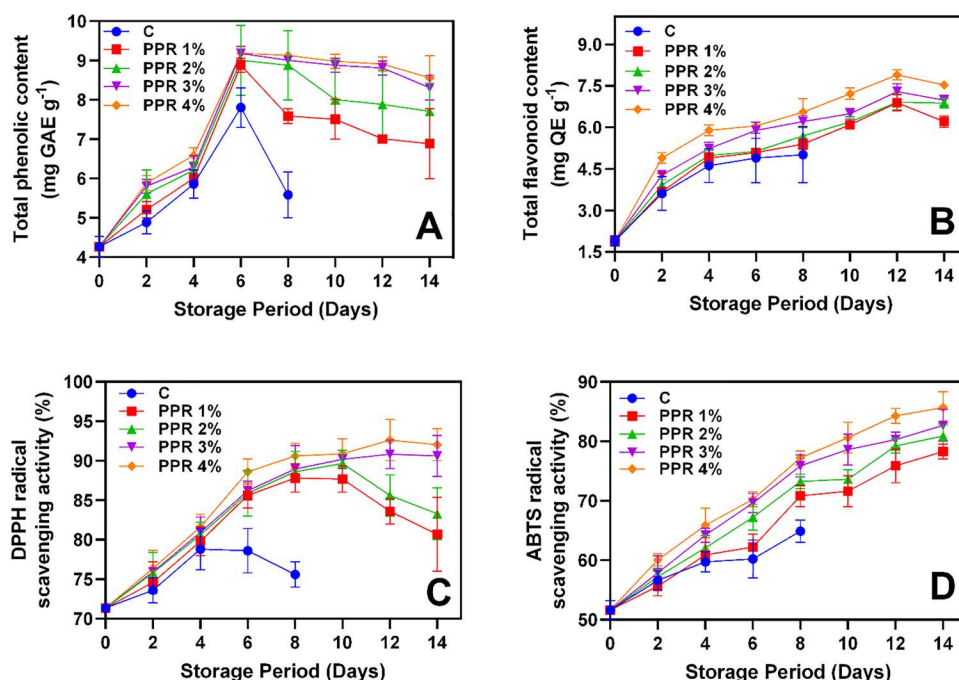 Total phenolic content
(mg GAE g-1)
10
9
8
7
6
5
4
C
PPR 1%
PPR 2%
PPR 3%
PPR 4%
A
0 2 4 6 8 10 12 14
Storage Period (Days)
Total flavonoid content
(mg QE g-1)
9.0
7.5
6.0
4.5
3.0
1.5
C
PPR 1%
PPR 2%
PPR 3%
PPR 4%
B
0 2 4 6 8 10 12 14
Storage Period (Days)
DPPH radical
scavenging activity (%)
100
95
90
85
80
75
70
C
PPR 1%
PPR 2%
PPR 3%
PPR 4%
C
0 2 4 6 8 10 12 14
Storage Period (Days)
ABTS radical
scavenging activity (%)
90
80
70
60
50
C
PPR 1%
PPR 2%
PPR 3%
PPR 4%
D
0 2 4 6 8 10 12 14
Storage Period (Days)